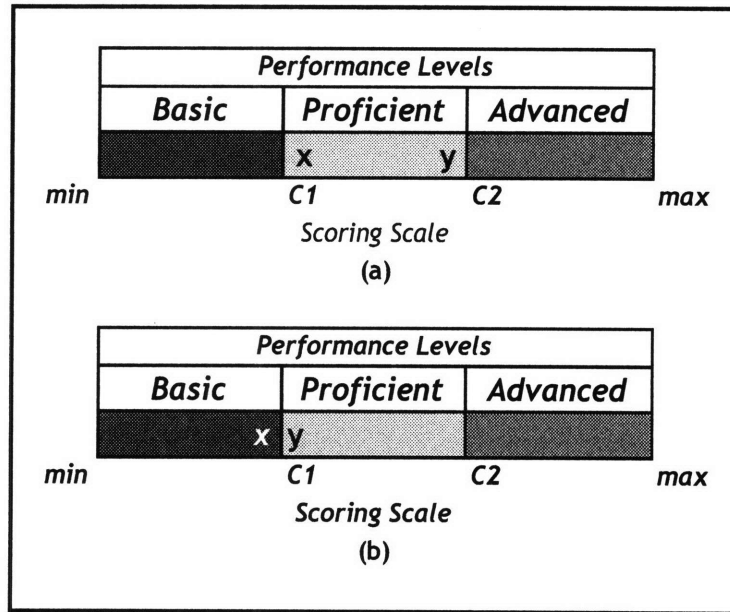 Performance Levels
Basic Proficient Advanced
x y
min C1 C2 max
Scoring Scale
(a)
Performance Levels
Basic Proficient Advanced
x y
min C1 C2 max
Scoring Scale
(b)